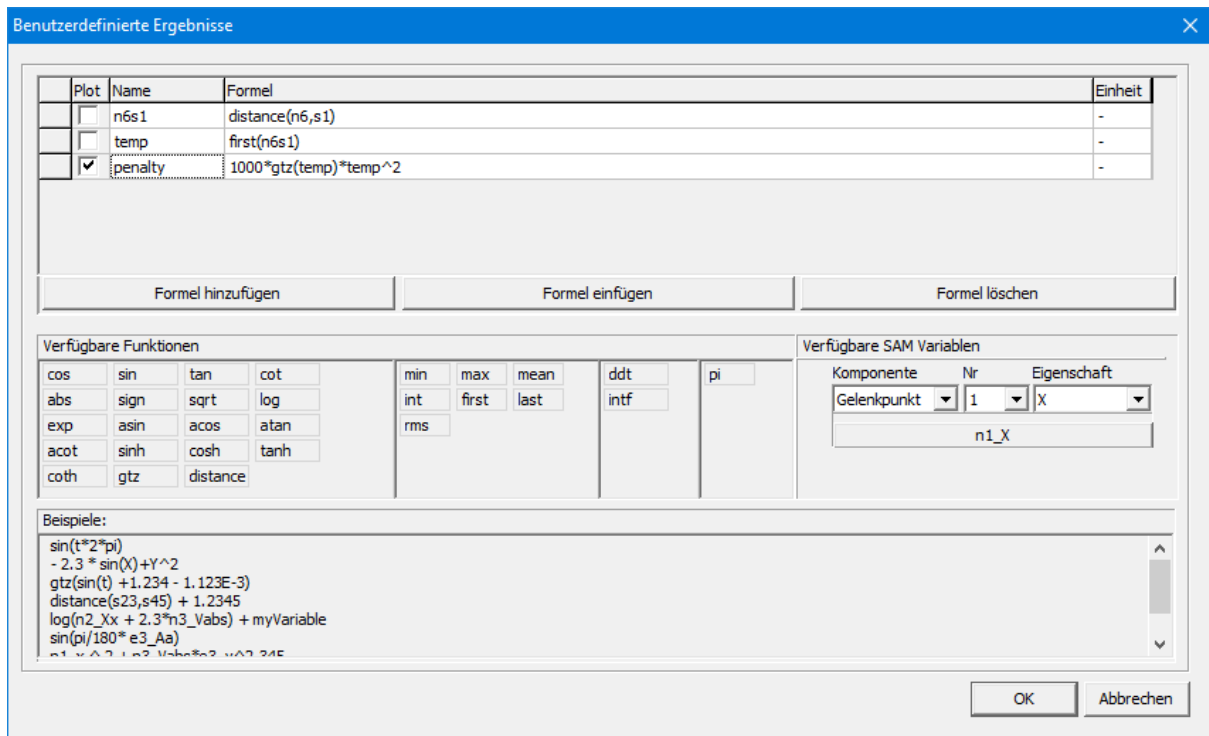 Benutzerdefinierte Ergebnisse
Plot Name Formel Einheit
n6s1 distance(n6,s1) -
temp first(n6s1) -
penalty 1000*gtz(temp)*temp^2 -
Formel hinzufügen Formel einfügen Formel löschen
Verfügbare Funktionen Verfügbare SAM Variablen
cos sin tan cot min max mean ddt pi Komponente Nr Eigenschaft
abs sign sqrt log int first last intf Gelenkpunkt 1 X
exp asin acos atan rms n1_X
acot sinh cosh tanh
coth gtz distance
Beispiele:
sin(t*2*pi)
- 2.3 * sin(X)+Y^2
gtz(sin(t) +1.234 - 1.123E-3)
distance(s23,s45) + 1.2345
log(n2_Xx + 2.3*n3_Vabs) + myVariable
sin(pi/180* e3_Aa)
OK Abbrechen